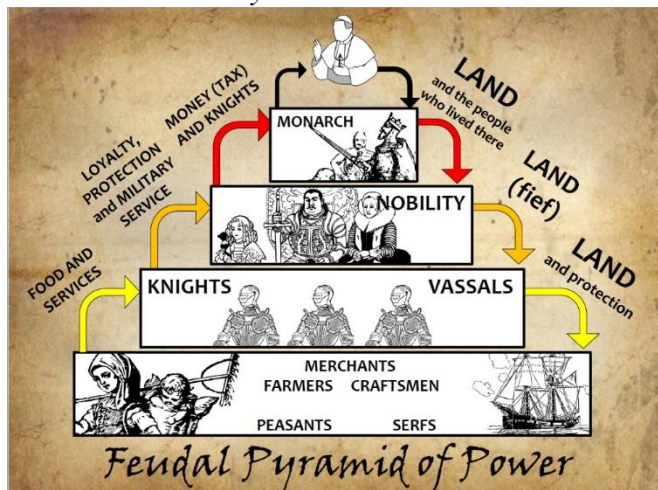 MONEY (TAX)
AND KNIGHTS
LAND
and the people
who lived there
MONARCH
LOYALTY,
PROTECTION
and MILITARY
SERVICE
LAND
(fief)
NOBILITY
FOOD AND
SERVICES
LAND
and protection
KNIGHTS VASSALS
MERCHANTS
FARMERS CRAFTSMEN
PEASANTS SERFS
Feudal Pyramid of Power